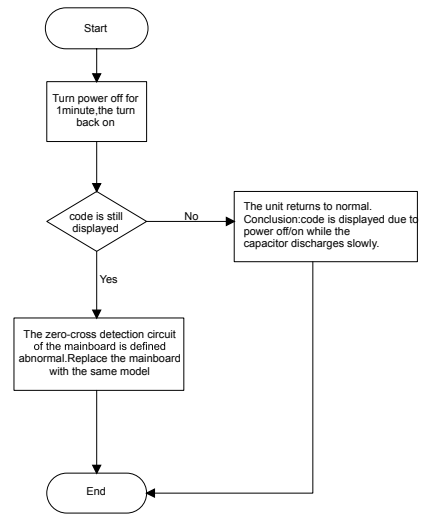 Start
Turn power off for
1minute,the turn
back on
code is still
displayed
No
The unit returns to normal.
Conclusion:code is displayed due to
power off/on while the
capacitor discharges slowly.
Yes
The zero-cross detection circuit
of the mainboard is defined
abnormal.Replace the mainboard
with the same model
End